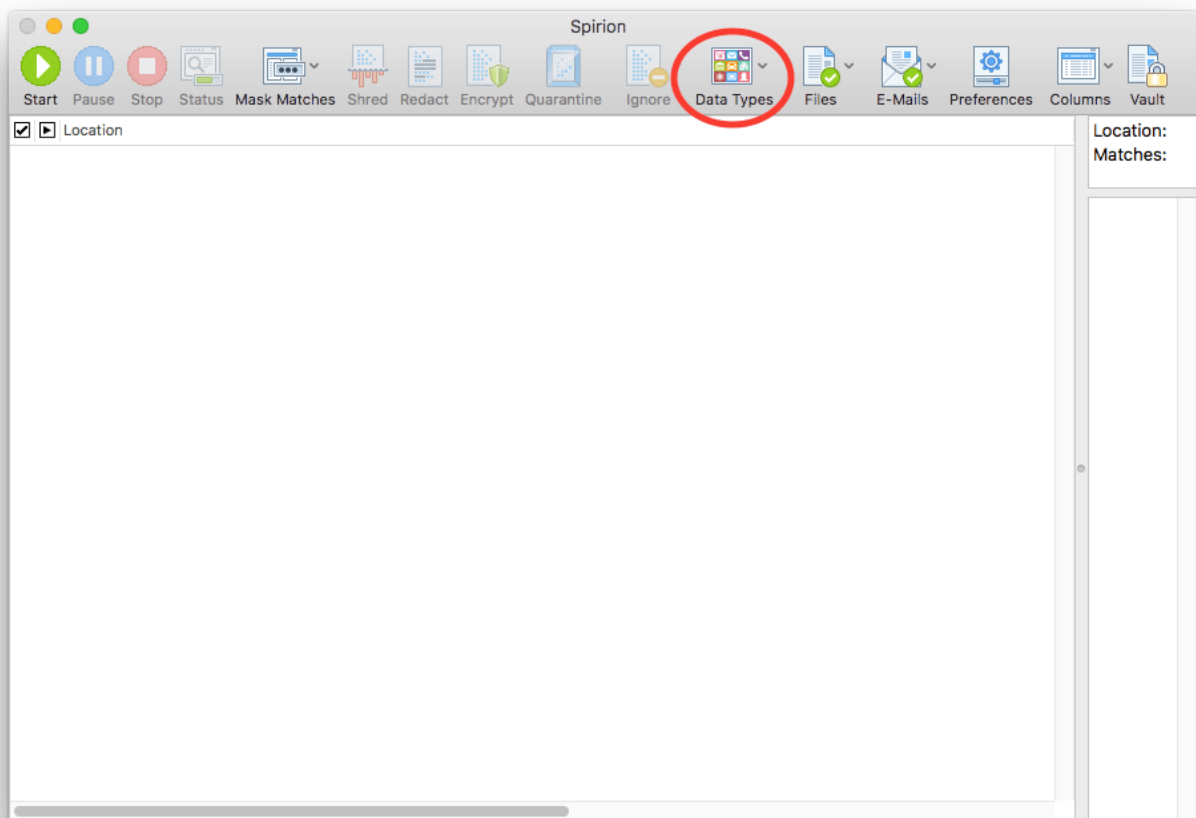 Spirion
Start Pause Stop Status Mask Matches Shred Redact Encrypt Quarantine Ignore Data Types Files E-Mails Preferences Columns Vault
Location
Location:
Matches: